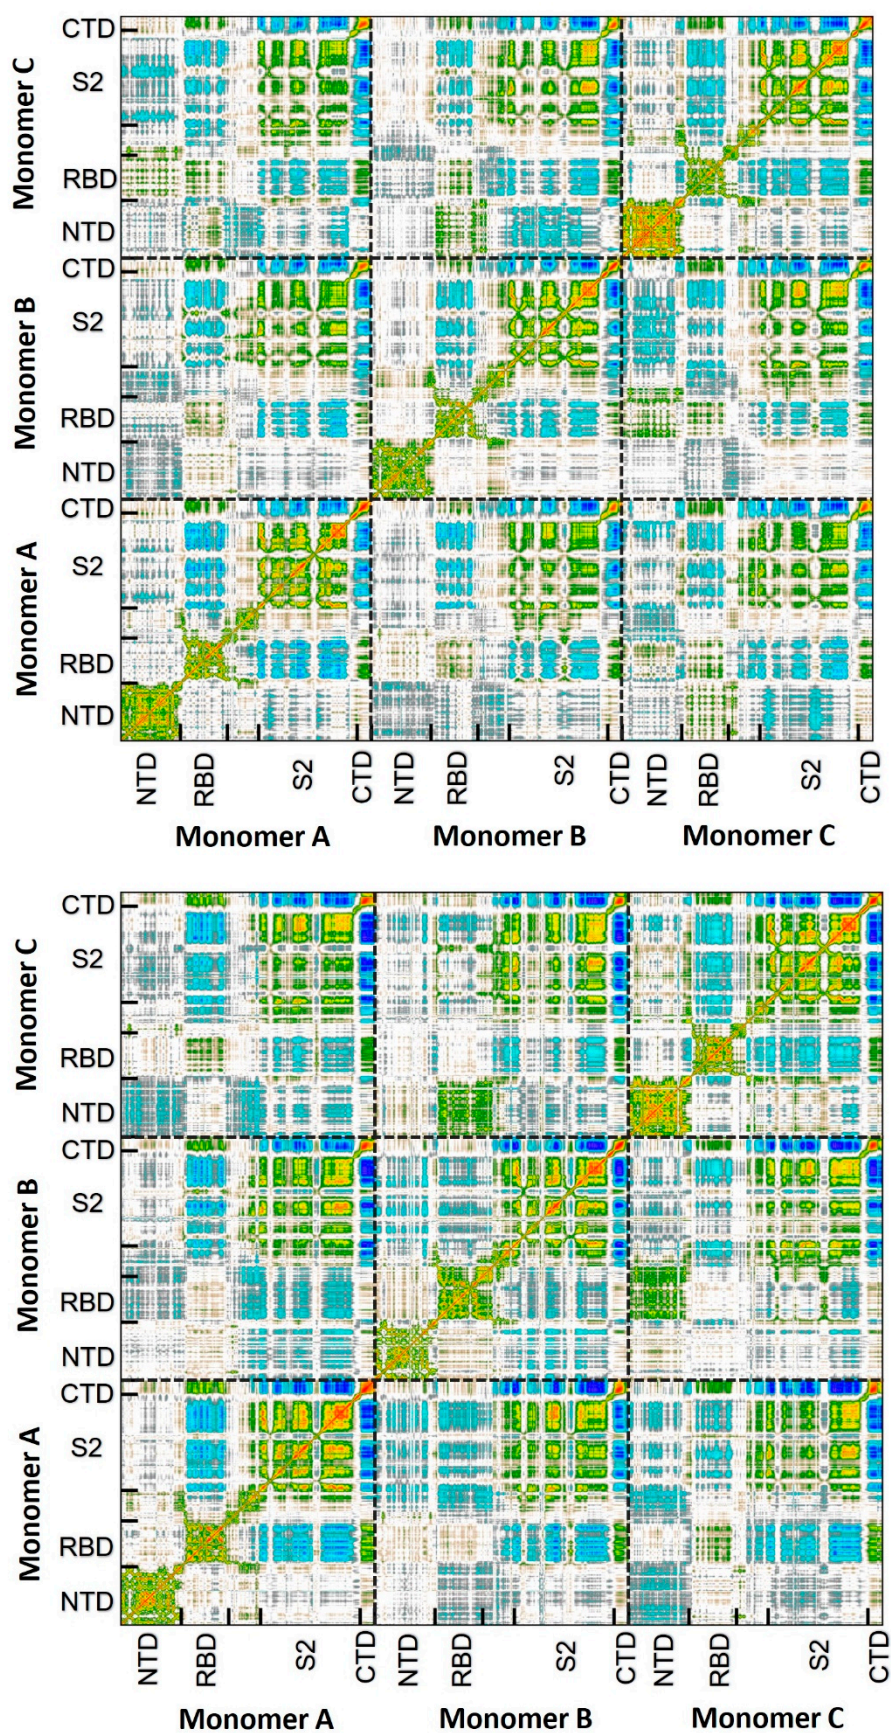 CTD
S2
RBD
NTD
Monomer C
CTD
S2
RBD
NTD
Monomer B
CTD
S2
RBD
NTD
Monomer A
NTD RBD S2 CTD NTD RBD S2 CTD NTD RBD S2 CTD
Monomer A Monomer B Monomer C
CTD
S2
RBD
NTD
Monomer C
CTD
S2
RBD
NTD
Monomer B
CTD
S2
RBD
NTD
Monomer A
NTD RBD S2 CTD NTD RBD S2 CTD NTD RBD S2 CTD
Monomer A Monomer B Monomer C